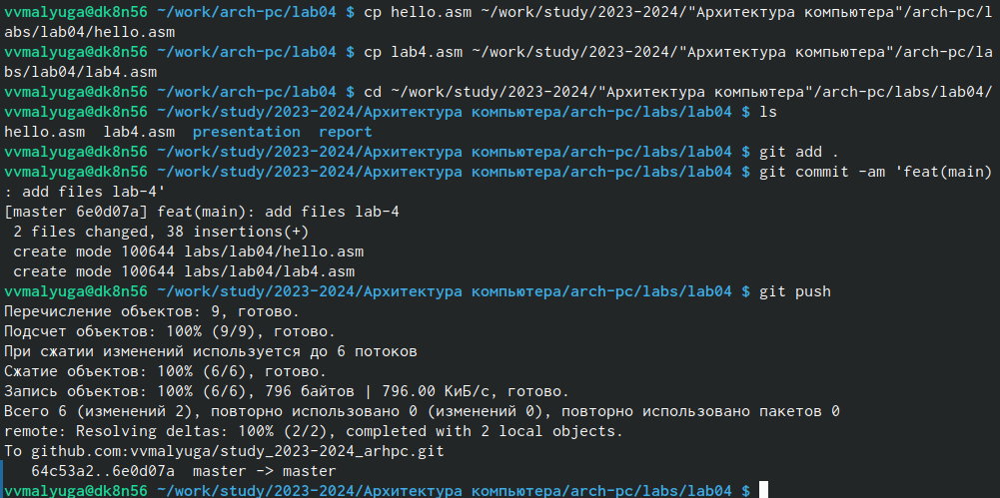 vvmalyuga@dk8n56 ~/work/arch-pc/lab04 $ cp hello.asm ~/work/study/2023-2024/"Архитектура компьютера"/arch-pc/l
abs/lab04/hello.asm
vvmalyuga@dk8n56 ~/work/arch-pc/lab04 $ cp lab4.asm ~/work/study/2023-2024/"Архитектура компьютера"/arch-pc/la
bs/lab04/lab4.asm
vvmalyuga@dk8n56 ~/work/arch-pc/lab04 $ cd ~/work/study/2023-2024/"Архитектура компьютера"/arch-pc/labs/lab04/
vvmalyuga@dk8n56 ~/work/study/2023-2024/Архитектура компьютера/arch-pc/labs/lab04 $ ls
hello.asm  lab4.asm  presentation  report
vvmalyuga@dk8n56 ~/work/study/2023-2024/Архитектура компьютера/arch-pc/labs/lab04 $ git add .
vvmalyuga@dk8n56 ~/work/study/2023-2024/Архитектура компьютера/arch-pc/labs/lab04 $ git commit -am 'feat(main)
: add files lab-4'
[master 6e0d07a] feat(main): add files lab-4
 2 files changed, 38 insertions(+)
 create mode 100644 labs/lab04/hello.asm
 create mode 100644 labs/lab04/lab4.asm
vvmalyuga@dk8n56 ~/work/study/2023-2024/Архитектура компьютера/arch-pc/labs/lab04 $ git push
Перечисление объектов: 9, готово.
Подсчет объектов: 100% (9/9), готово.
При сжатии изменений используется до 6 потоков
Сжатие объектов: 100% (6/6), готово.
Запись объектов: 100% (6/6), 796 байтов | 796.00 КиБ/с, готово.
Всего 6 (изменений 2), повторно использовано 0 (изменений 0), повторно использовано пакетов 0
remote: Resolving deltas: 100% (2/2), completed with 2 local objects.
To github.com:vvmalyuga/study_2023-2024_arhpc.git
   64c53a2..6e0d07a  master -> master
vvmalyuga@dk8n56 ~/work/study/2023-2024/Архитектура компьютера/arch-pc/labs/lab04 $